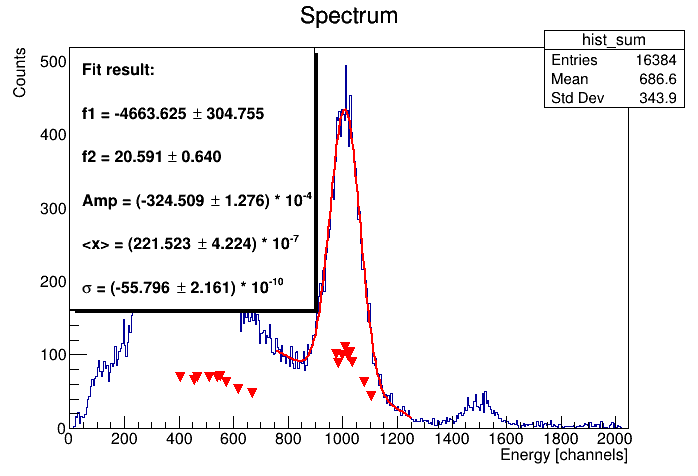 Spectrum
hist_sum
Entries 16384
Mean 686.6
Std Dev 343.9
Counts
500
400
300
200
100
0
Fit result:
f1 = -4663.625 ± 304.755
f2 = 20.591 ± 0.640
Amp = (-324.509 ± 1.276) * 10^-4
<x> = (221.523 ± 4.224) * 10^-7
σ = (-55.796 ± 2.161) * 10^-10
0 200 400 600 800 1000 1200 1400 1600 1800 2000
Energy [channels]